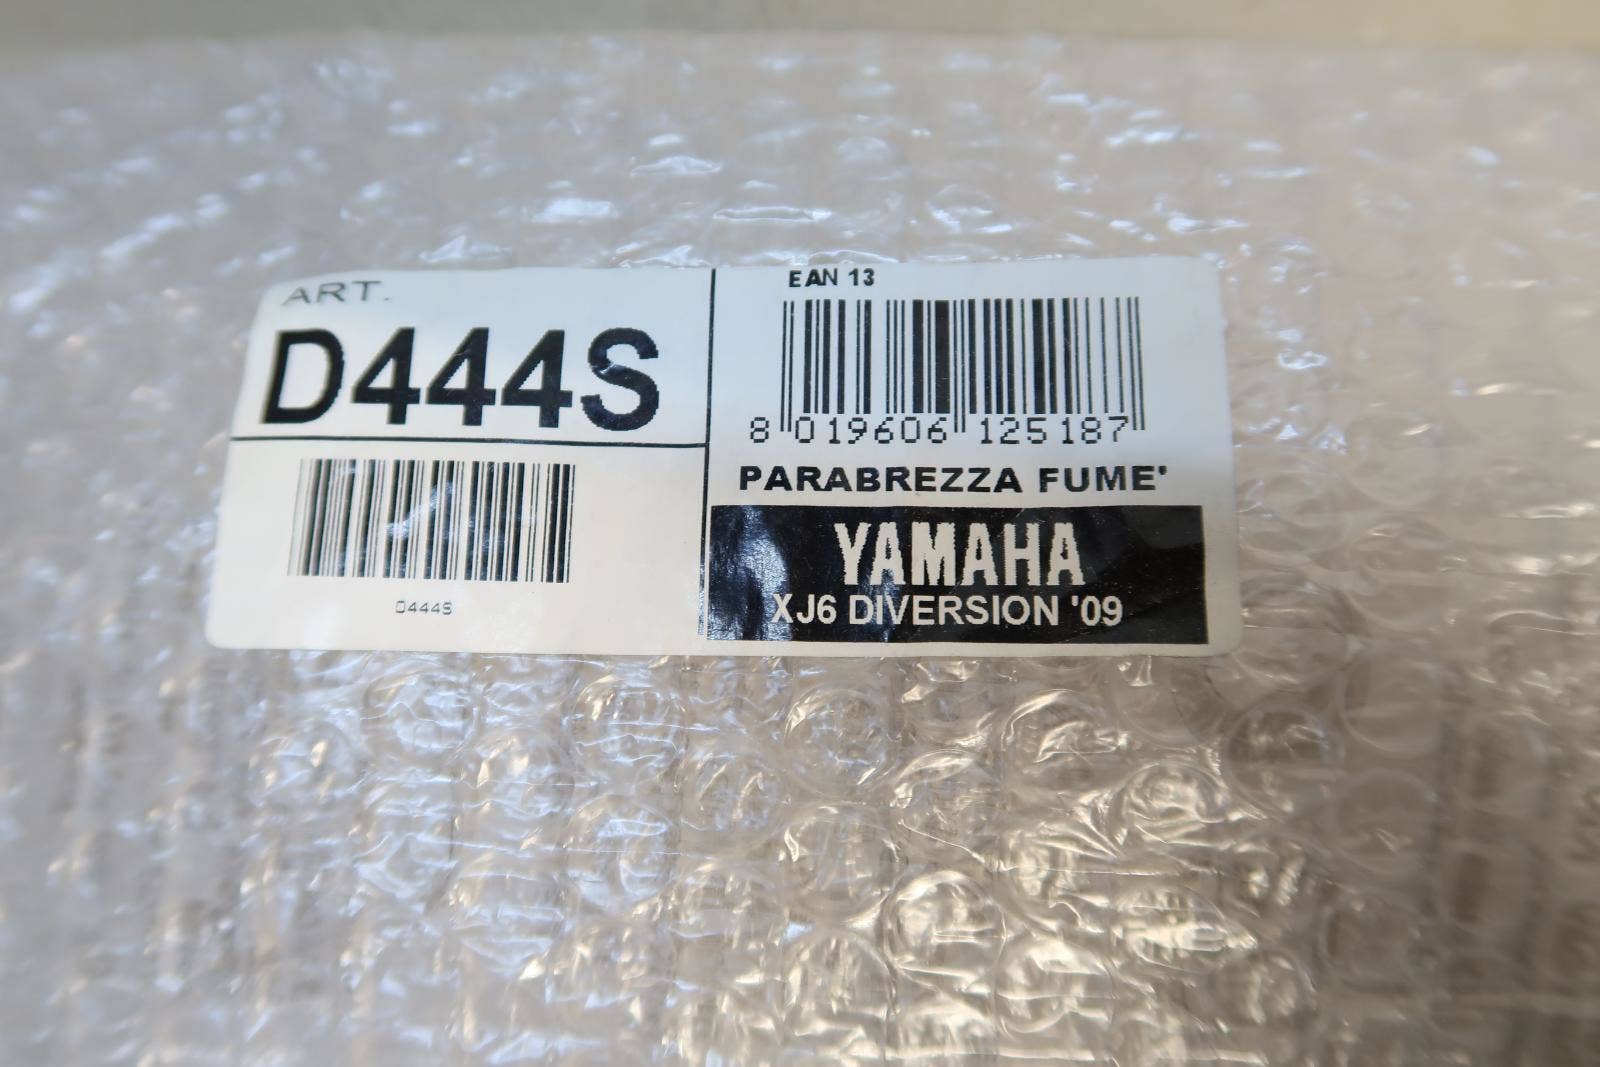 ART.
D444S
D444S
EAN 13
8 019606 125187
PARABREZZA FUME'
YAMAHA
XJ6 DIVERSION '09